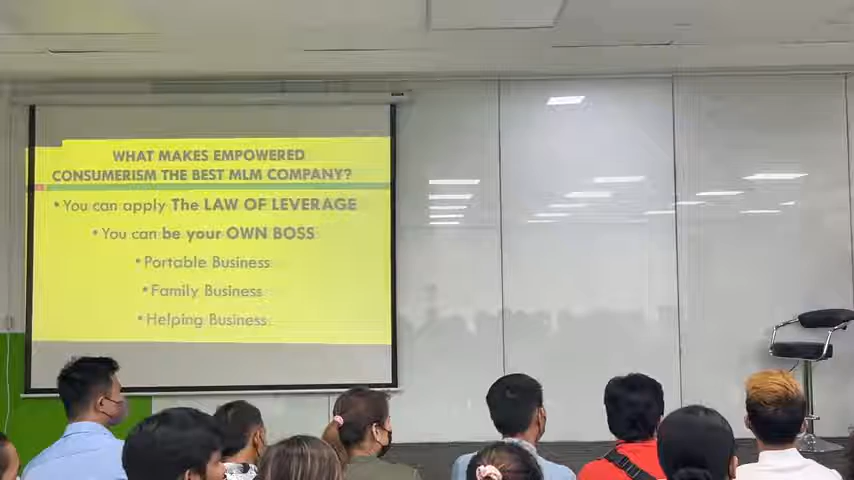 WHAT MAKES EMPOWERED
CONSUMERISM THE BEST MLM COMPANY?
• You can apply The LAW OF LEVERAGE
• You can be your OWN BOSS
• Portable Business
• Family Business
• Helping Business